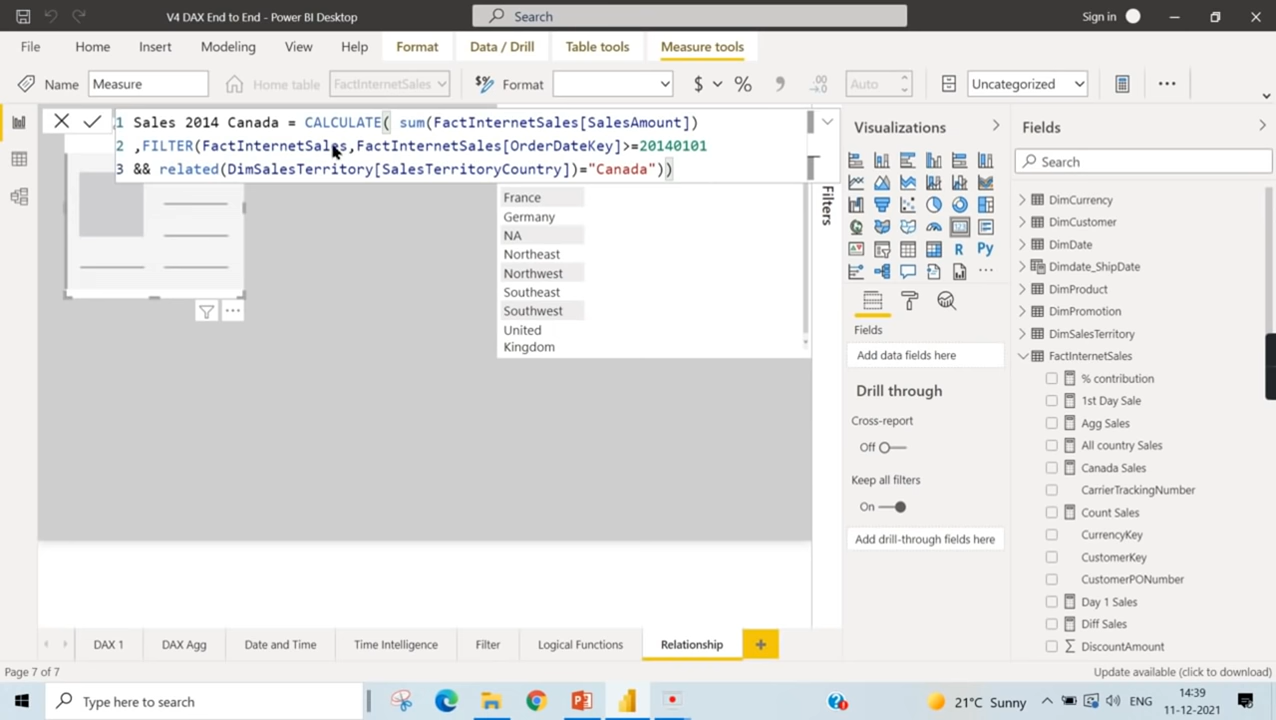 V4 DAX End to End - Power BI Desktop
Search
Sign in
File
Home
Insert
Modeling
View
Help
Format
Data / Drill
Table tools
Measure tools
Name
Measure
Home table
FactInternetSales
Format
$
%
Auto
Uncategorized
1 Sales 2014 Canada = CALCULATE( sum(FactInternetSales[SalesAmount])
2 ,FILTER(FactInternetSales,FactInternetSales[OrderDateKey]>=20140101
3 && related(DimSalesTerritory[SalesTerritoryCountry])="Canada"))
France
Germany
NA
Northeast
Northwest
Southeast
Southwest
United
Kingdom
Filters
Visualizations
R
Py
Fields
Add data fields here
Drill through
Cross-report
Off
Keep all filters
On
Add drill-through fields here
Fields
Search
DimCurrency
DimCustomer
DimDate
Dimdate_ShipDate
DimProduct
DimPromotion
DimSalesTerritory
FactInternetSales
% contribution
1st Day Sale
Agg Sales
All country Sales
Canada Sales
CarrierTrackingNumber
Count Sales
CurrencyKey
CustomerKey
CustomerPONumber
Day 1 Sales
Diff Sales
DiscountAmount
DAX 1
DAX Agg
Date and Time
Time Intelligence
Filter
Logical Functions
Relationship
Page 7 of 7
Update available (click to download)
Type here to search
21°C Sunny
ENG
14:39
11-12-2021